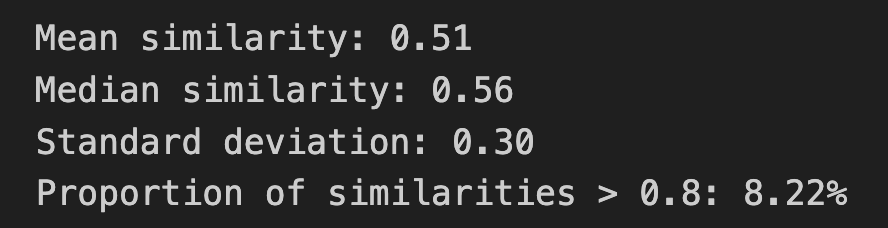 Mean similarity: 0.51
Median similarity: 0.56
Standard deviation: 0.30
Proportion of similarities > 0.8: 8.22%